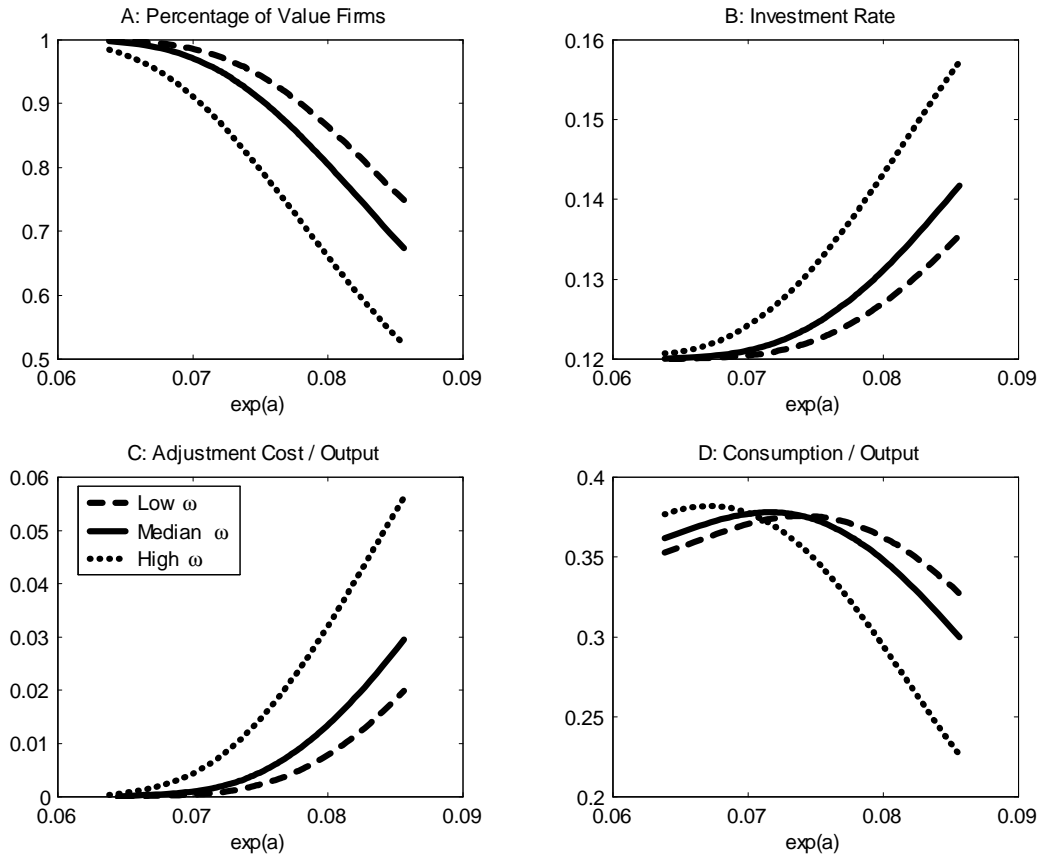 A: Percentage of Value Firms
1
0.9
0.8
0.7
0.6
0.5
0.06 0.07 0.08 0.09
exp(a)
B: Investment Rate
0.16
0.15
0.14
0.13
0.12
0.06 0.07 0.08 0.09
exp(a)
C: Adjustment Cost / Output
0.06
0.05
0.04
0.03
0.02
0.01
0
Low ω
Median ω
High ω
0.06 0.07 0.08 0.09
exp(a)
D: Consumption / Output
0.4
0.35
0.3
0.25
0.2
0.06 0.07 0.08 0.09
exp(a)